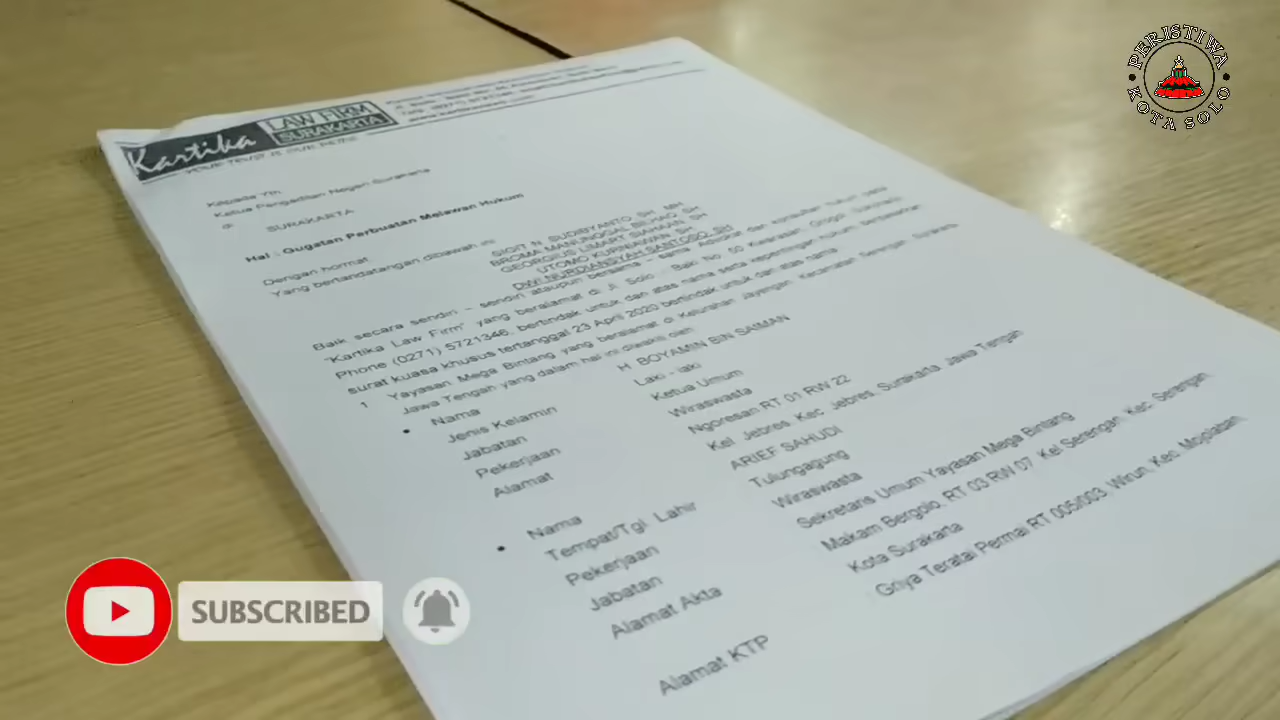 PERISTIWA
KOTA SOLO
Kartika LAW FIRM
SURAKARTA
Kepada Yth,
Ketua Pengadilan Negeri Surakarta
di
SURAKARTA
Hal : Gugatan Perbuatan Melawan Hukum
Dengan hormat
Yang bertandatangan dibawah ini
SIGIT N. SUDIBYANTO, SH, MH
BROMA MANUNGGAL BILHAQ, SH
GEORGIUS LIMART SIAHAAN, SH
UTOMO KURNIAWAN, SH
DWI NURDIANSYAH SANTOSO, SH
Baik secara sendiri - sendiri ataupun bersama - sama, Advokat dan konsultan hukum pada
"Kartika Law Firm" yang beralamat di Jl. Solo - Baki No. 50 Kwarasan, Grogol, Sukoharjo
Phone (0271) 5721346, bertindak untuk dan atas nama serta kepentingan hukum berdasarkan
surat kuasa khusus tertanggal 23 April 2020 bertindak untuk dan atas nama
1 Yayasan Mega Bintang yang beralamat di Kelurahan Jayengan, Kecamatan Serengan, Surakarta
Jawa Tengah yang dalam hal ini diwakili oleh
• Nama H BOYAMIN BIN SAIMAN
Jenis Kelamin Laki - laki
Jabatan Ketua Umum
Pekerjaan Wiraswasta
Alamat Ngoresan RT 01 RW 22
Kel Jebres, Kec Jebres, Surakarta, Jawa Tengah
• Nama ARIEF SAHUDI
Tempat/Tgl. Lahir Tulungagung
Pekerjaan Wiraswasta
Jabatan Sekretaris Umum Yayasan Mega Bintang
Alamat Akta Makam Bergolo, RT 03 RW 07, Kel Serengan, Kec. Serengan,
Kota Surakarta
Alamat KTP Griya Teratai Permai RT 005/003, Wirun, Kec. Mojolaban
SUBSCRIBED